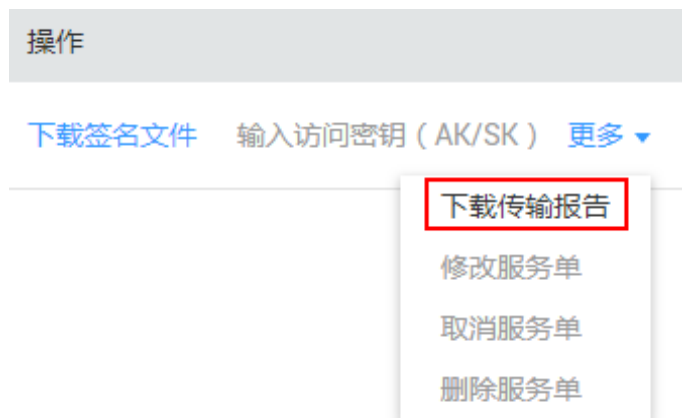 操作
下载签名文件 输入访问密钥（AK/SK） 更多
下载传输报告
修改服务单
取消服务单
删除服务单